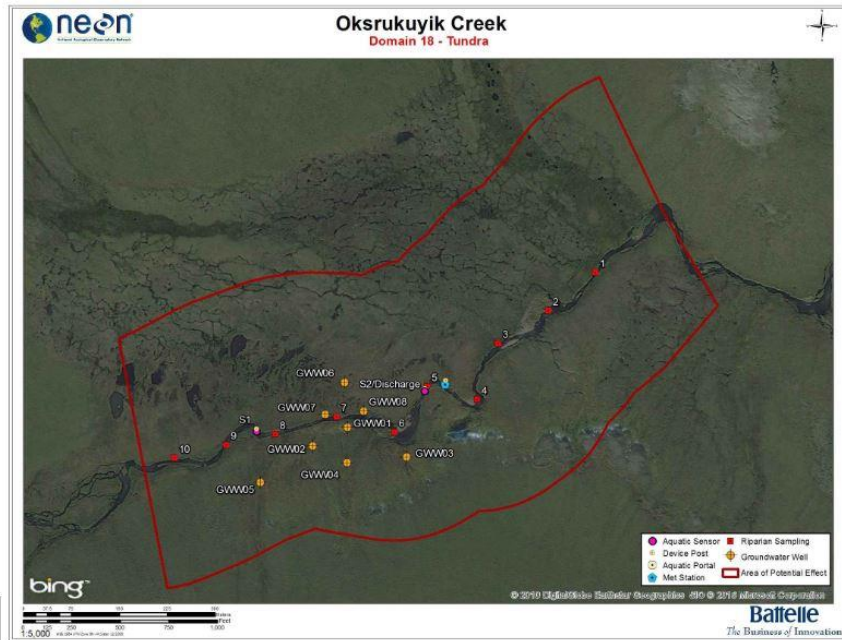 neon
Oksrukuyik Creek
Domain 18 - Tundra
1
2
3
4
5
S2/Discharge
GWW06
GWW08
GWW07
7
S1
GWW01
6
8
9
GWW02
GWW03
10
GWW04
GWW05
Aquatic Sensor
Device Post
Aquatic Portal
Met Station
Riparian Sampling
Groundwater Well
Area of Potential Effect
bing
1:5,000
Battelle
The Business of Innovation